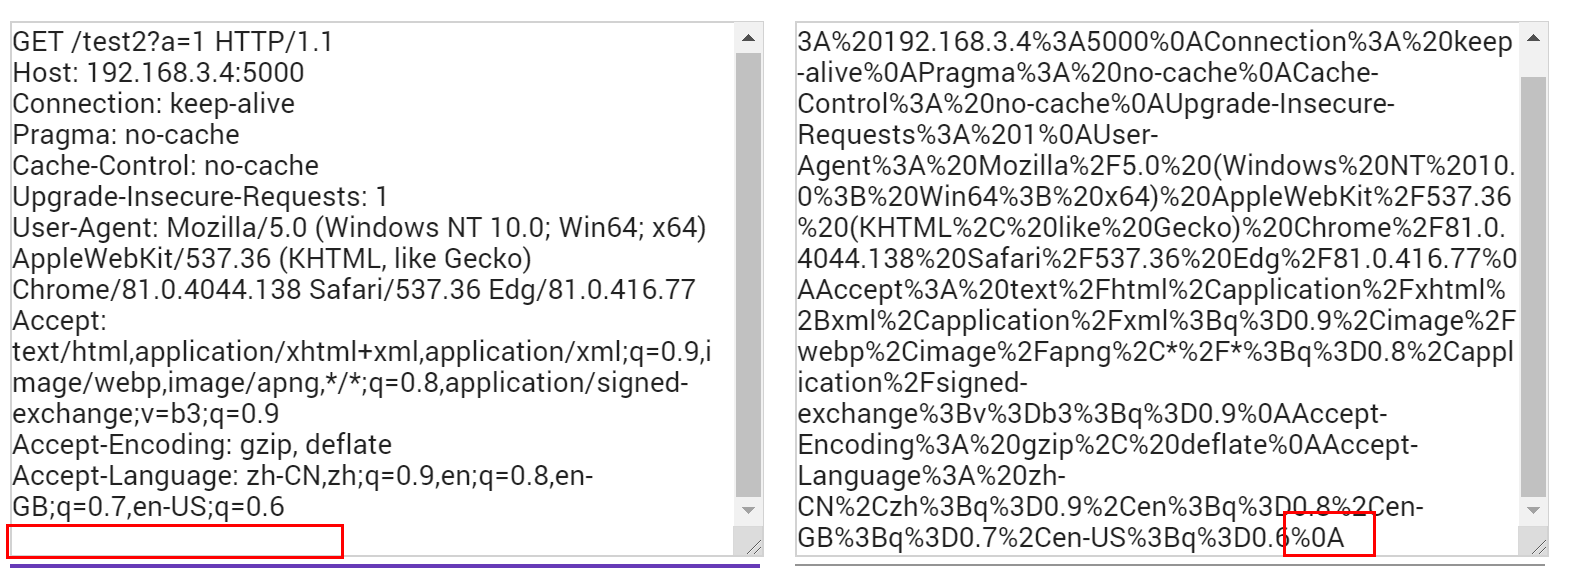 GET /test2?a=1 HTTP/1.1
Host: 192.168.3.4:5000
Connection: keep-alive
Pragma: no-cache
Cache-Control: no-cache
Upgrade-Insecure-Requests: 1
User-Agent: Mozilla/5.0 (Windows NT 10.0; Win64; x64)
AppleWebKit/537.36 (KHTML, like Gecko)
Chrome/81.0.4044.138 Safari/537.36 Edg/81.0.416.77
Accept:
text/html,application/xhtml+xml,application/xml;q=0.9,i
mage/webp,image/apng,*/*;q=0.8,application/signed-
exchange;v=b3;q=0.9
Accept-Encoding: gzip, deflate
Accept-Language: zh-CN,zh;q=0.9,en;q=0.8,en-
GB;q=0.7,en-US;q=0.6
3A%20192.168.3.4%3A5000%0AConnection%3A%20keep
-alive%0APragma%3A%20no-cache%0ACache-
Control%3A%20no-cache%0AUpgrade-Insecure-
Requests%3A%201%0AUser-
Agent%3A%20Mozilla%2F5.0%20(Windows%20NT%2010.
0%3B%20Win64%3B%20x64)%20AppleWebKit%2F537.36
%20(KHTML%2C%20like%20Gecko)%20Chrome%2F81.0.
4044.138%20Safari%2F537.36%20Edg%2F81.0.416.77%0
AAccept%3A%20text%2Fhtml%2Capplication%2Fxhtml%
2Bxml%2Capplication%2Fxml%3Bq%3D0.9%2Cimage%2F
webp%2Cimage%2Fapng%2C*%2F*%3Bq%3D0.8%2Cappl
ication%2Fsigned-
exchange%3Bv%3Db3%3Bq%3D0.9%0AAccept-
Encoding%3A%20gzip%2C%20deflate%0AAccept-
Language%3A%20zh-
CN%2Czh%3Bq%3D0.9%2Cen%3Bq%3D0.8%2Cen-
GB%3Bq%3D0.7%2Cen-US%3Bq%3D0.6%0A